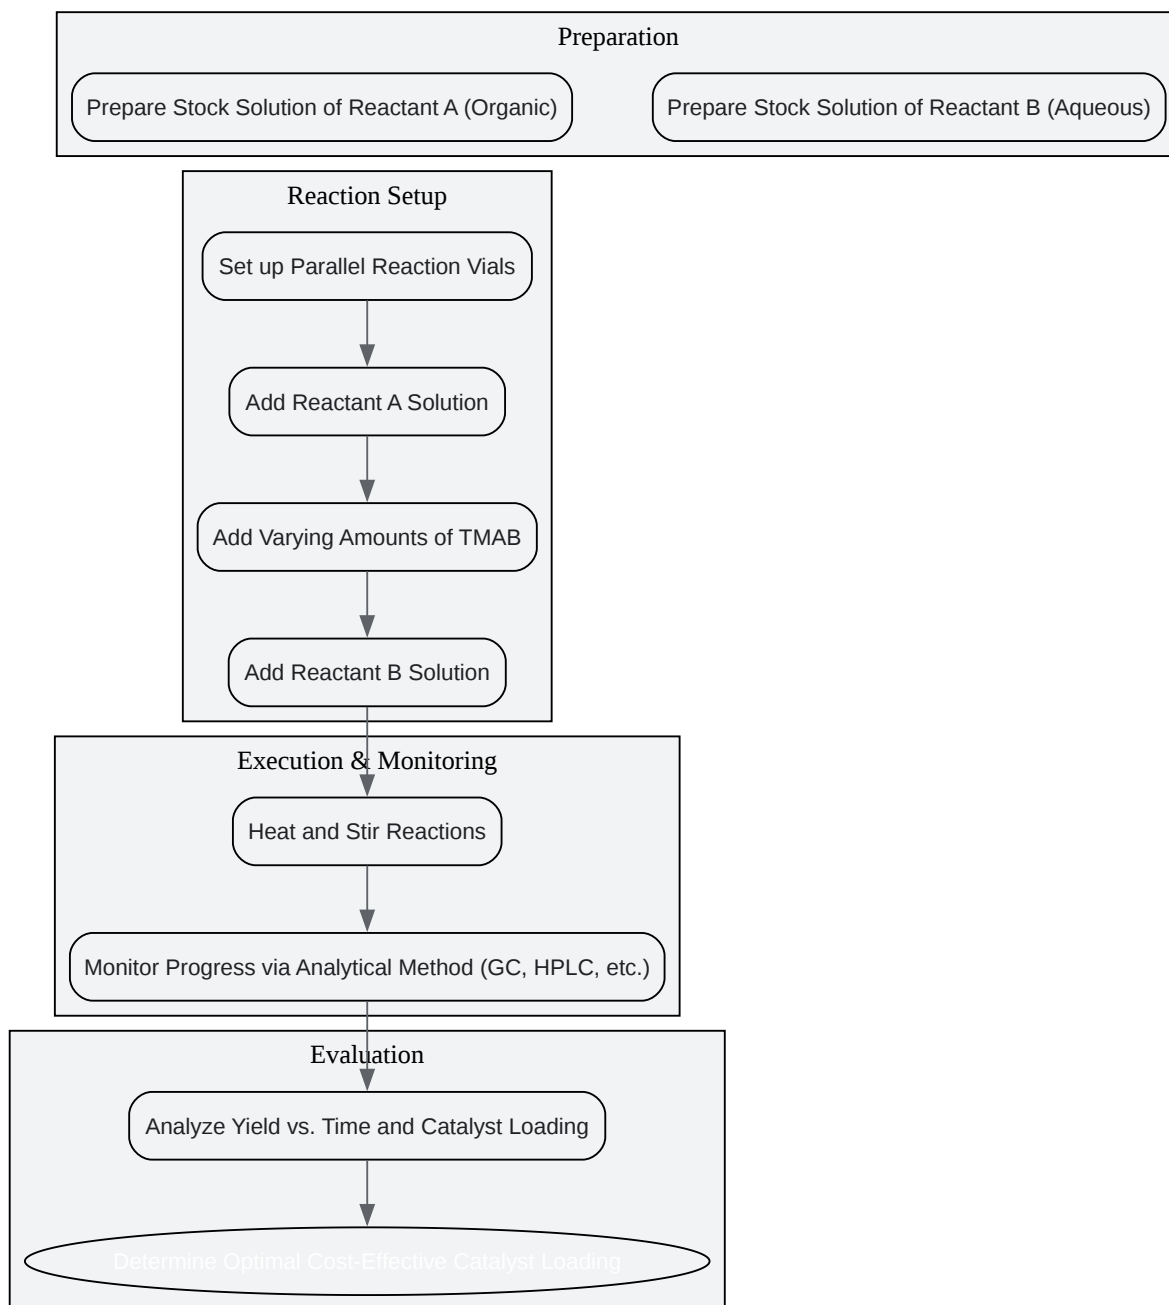 Preparation
Prepare Stock Solution of Reactant A (Organic)
Prepare Stock Solution of Reactant B (Aqueous)
Reaction Setup
Set up Parallel Reaction Vials
Add Reactant A Solution
Add Varying Amounts of TMAB
Add Reactant B Solution
Execution & Monitoring
Heat and Stir Reactions
Monitor Progress via Analytical Method (GC, HPLC, etc.)
Evaluation
Analyze Yield vs. Time and Catalyst Loading
Determine Optimal Cost-Effective Catalyst Loading